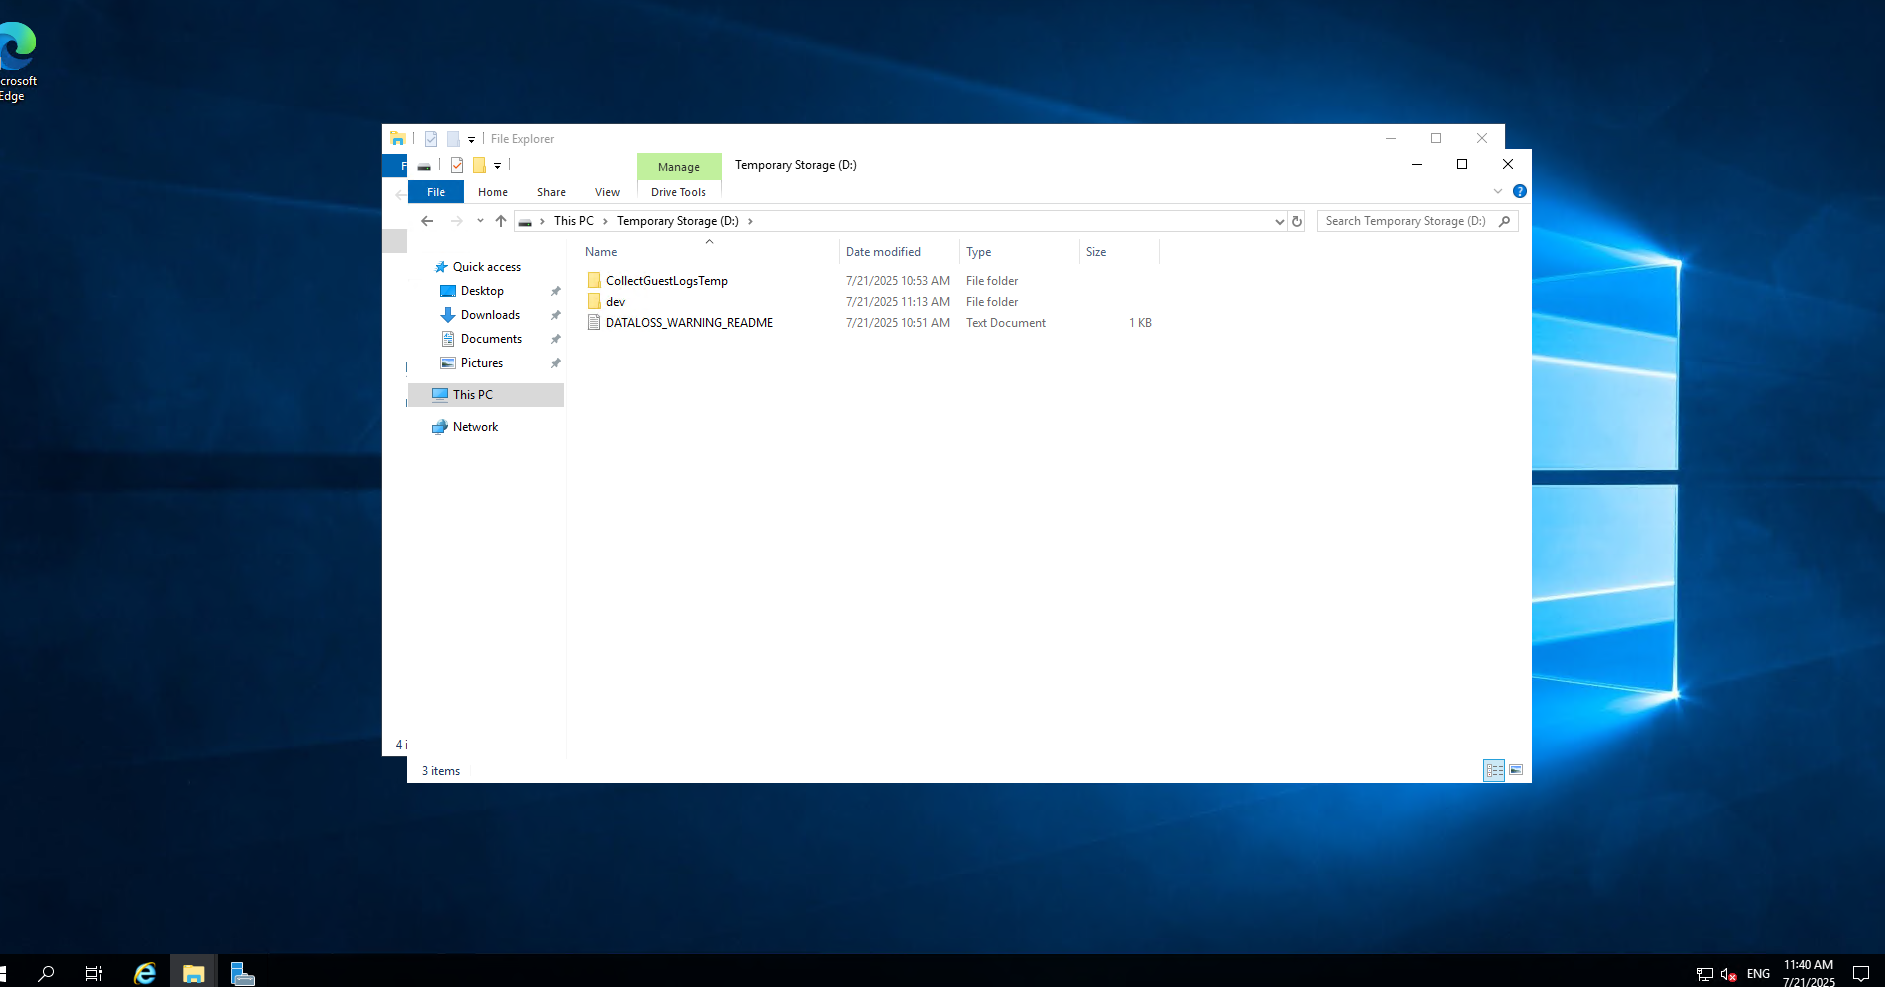 crosoft
Edge
File Explorer
F
Manage
Temporary Storage (D:)
File
Home
Share
View
Drive Tools
This PC
Temporary Storage (D:)
Search Temporary Storage (D:)
Name
Date modified
Type
Size
Quick access
Desktop
Downloads
Documents
Pictures
This PC
Network
CollectGuestLogsTemp
7/21/2025 10:53 AM
File folder
dev
7/21/2025 11:13 AM
File folder
DATALOSS_WARNING_README
7/21/2025 10:51 AM
Text Document
1 KB
4 i
3 items
ENG
11:40 AM
7/21/2025